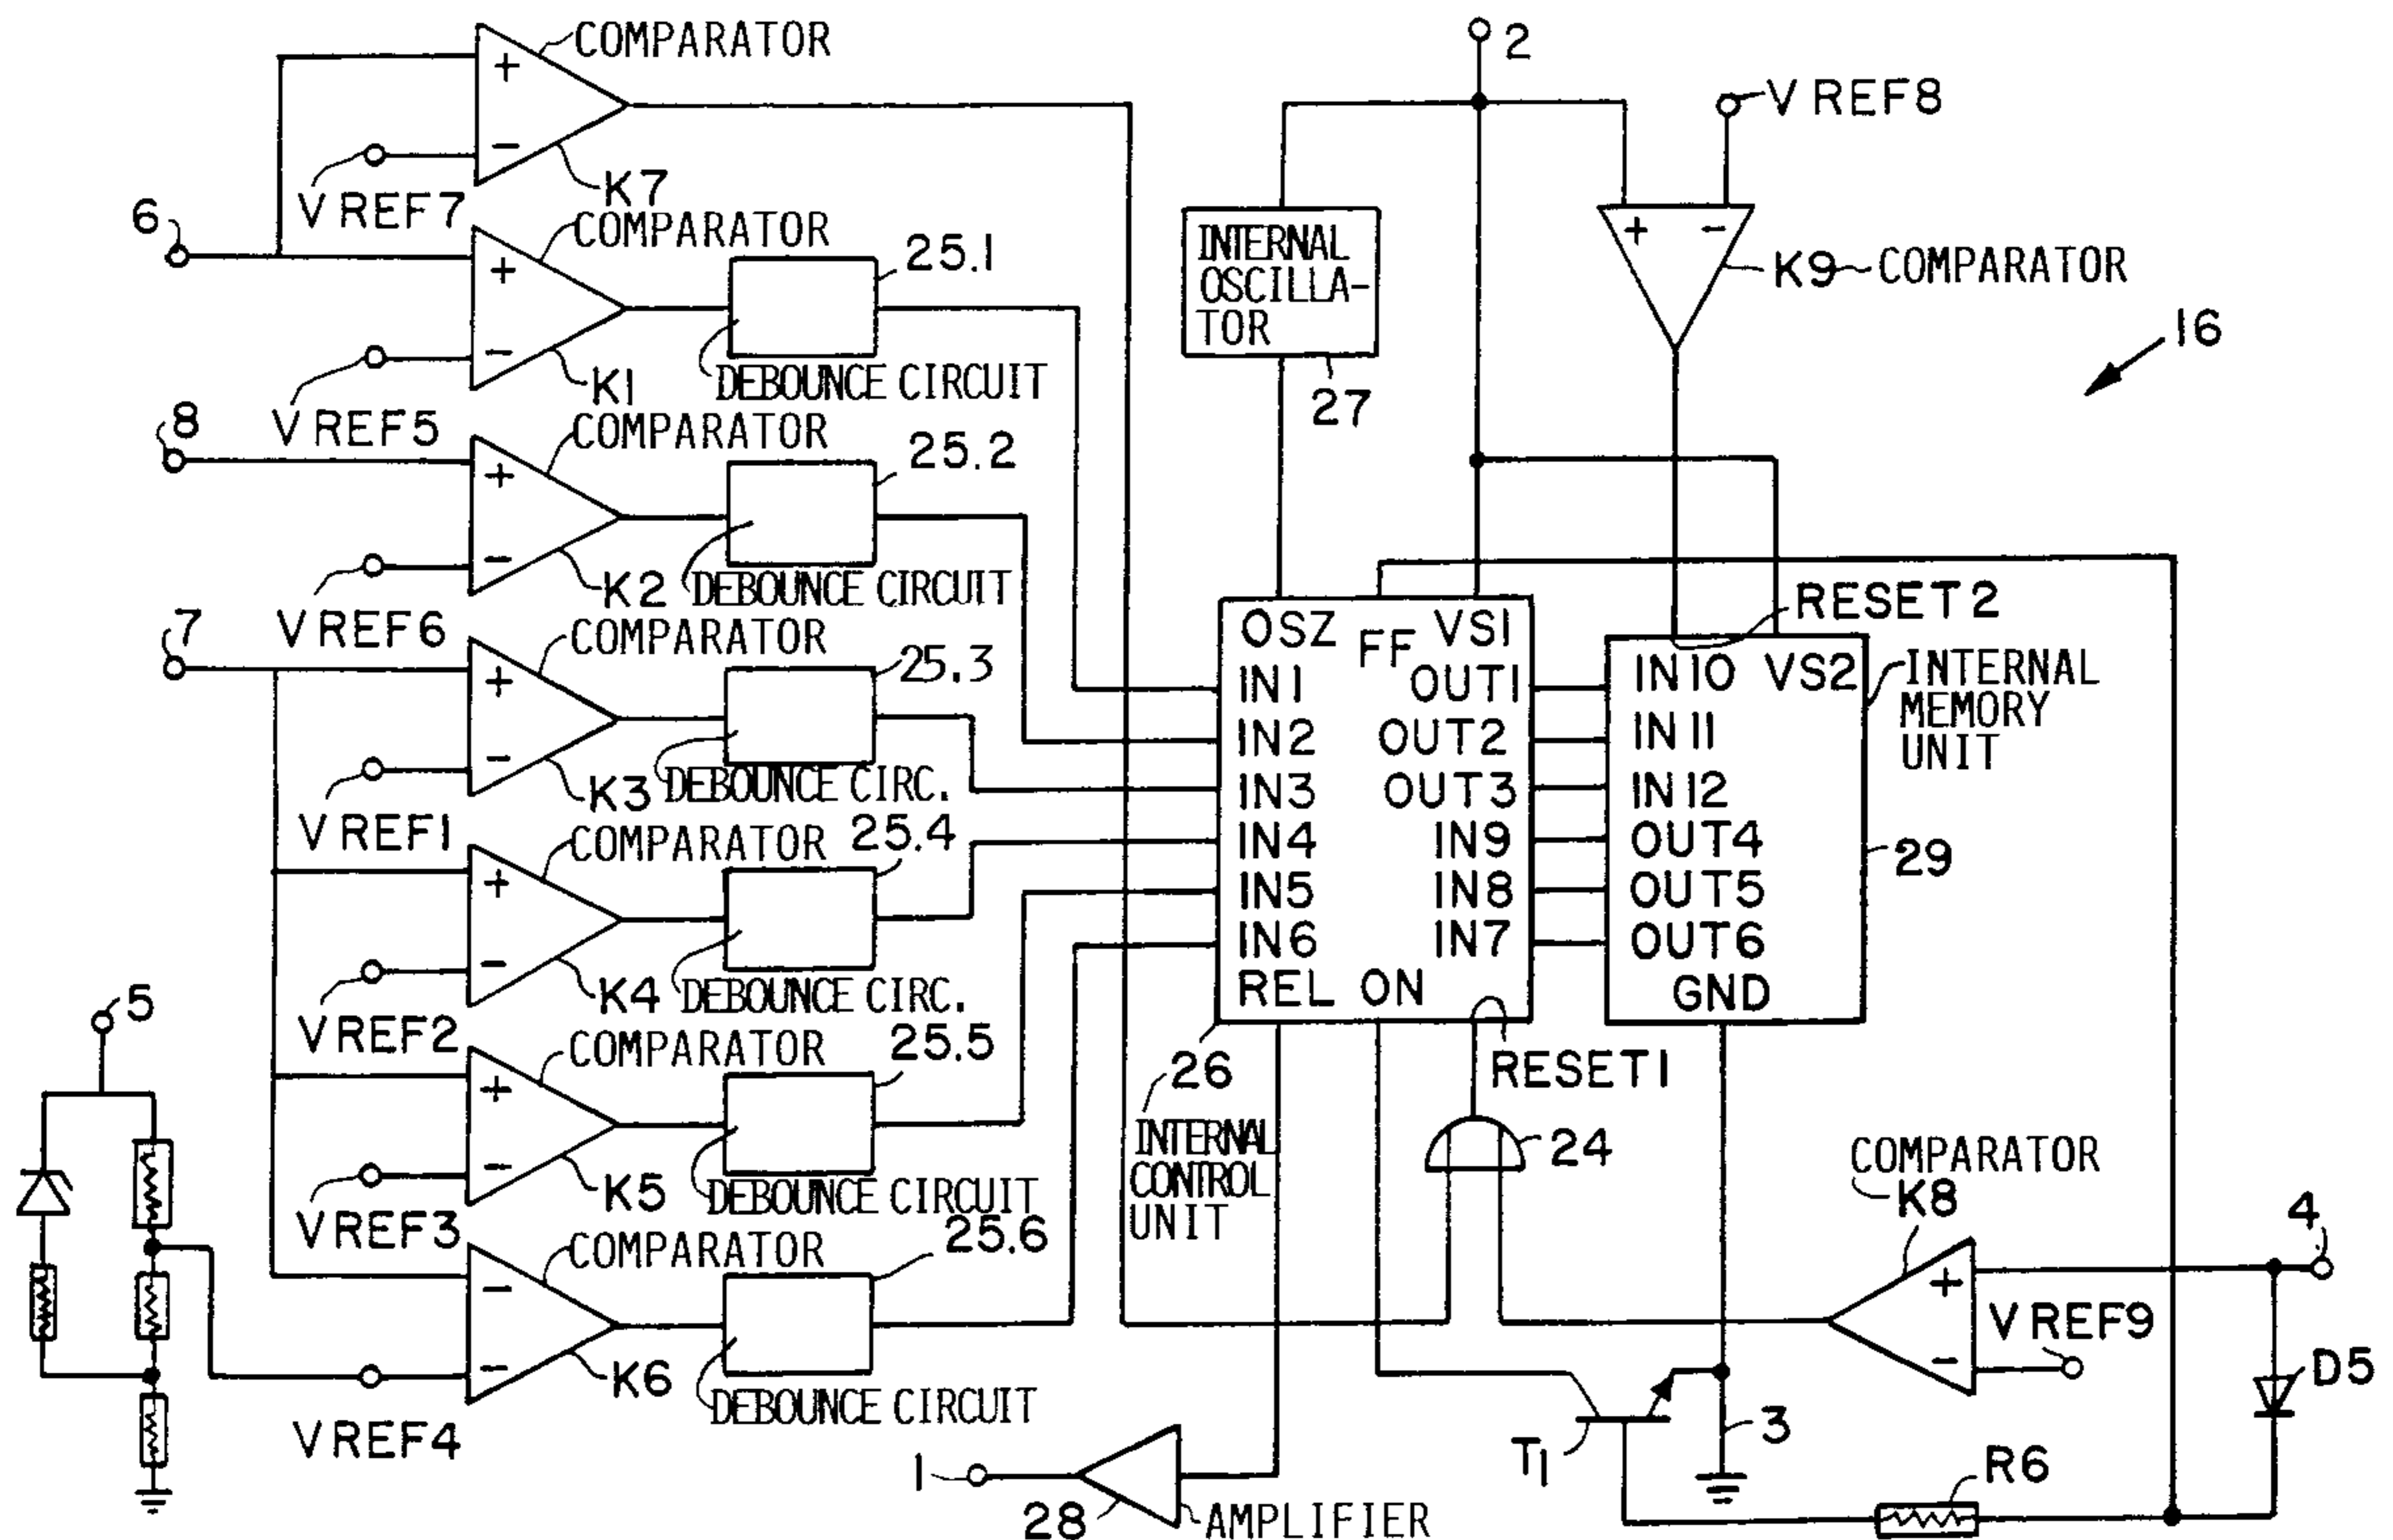 COMPARATOR
+
-
K7
V REF7
6
COMPARATOR
+
-
K1
V REF5
25.1
DEBOUNCE CIRCUIT
8
COMPARATOR
+
-
K2
V REF6
25.2
DEBOUNCE CIRCUIT
7
COMPARATOR
+
-
K3
V REF1
25.3
DEBOUNCE CIRC.
COMPARATOR
+
-
K4
V REF2
25.4
DEBOUNCE CIRC.
5
COMPARATOR
+
-
K5
V REF3
25.5
DEBOUNCE CIRCUIT
COMPARATOR
-
-
K6
V REF4
25.6
DEBOUNCE CIRCUIT
2
V REF8
INTERNAL
OSCILLA-
TOR
27
+ -
K9 COMPARATOR
16
OSZ FF VS1
IN1 OUT1
IN2 OUT2
IN3 OUT3
IN4 IN9
IN5 IN8
IN6 IN7
REL ON
RESET2
IN10 VS2
IN11
IN12
OUT4
OUT5
OUT6
GND
INTERNAL
MEMORY
UNIT
29
26
INTERNAL
CONTROL
UNIT
RESET1
24
COMPARATOR
K8
+
-
4
V REF9
D5
T1
3
R6
1
28
AMPLIFIER